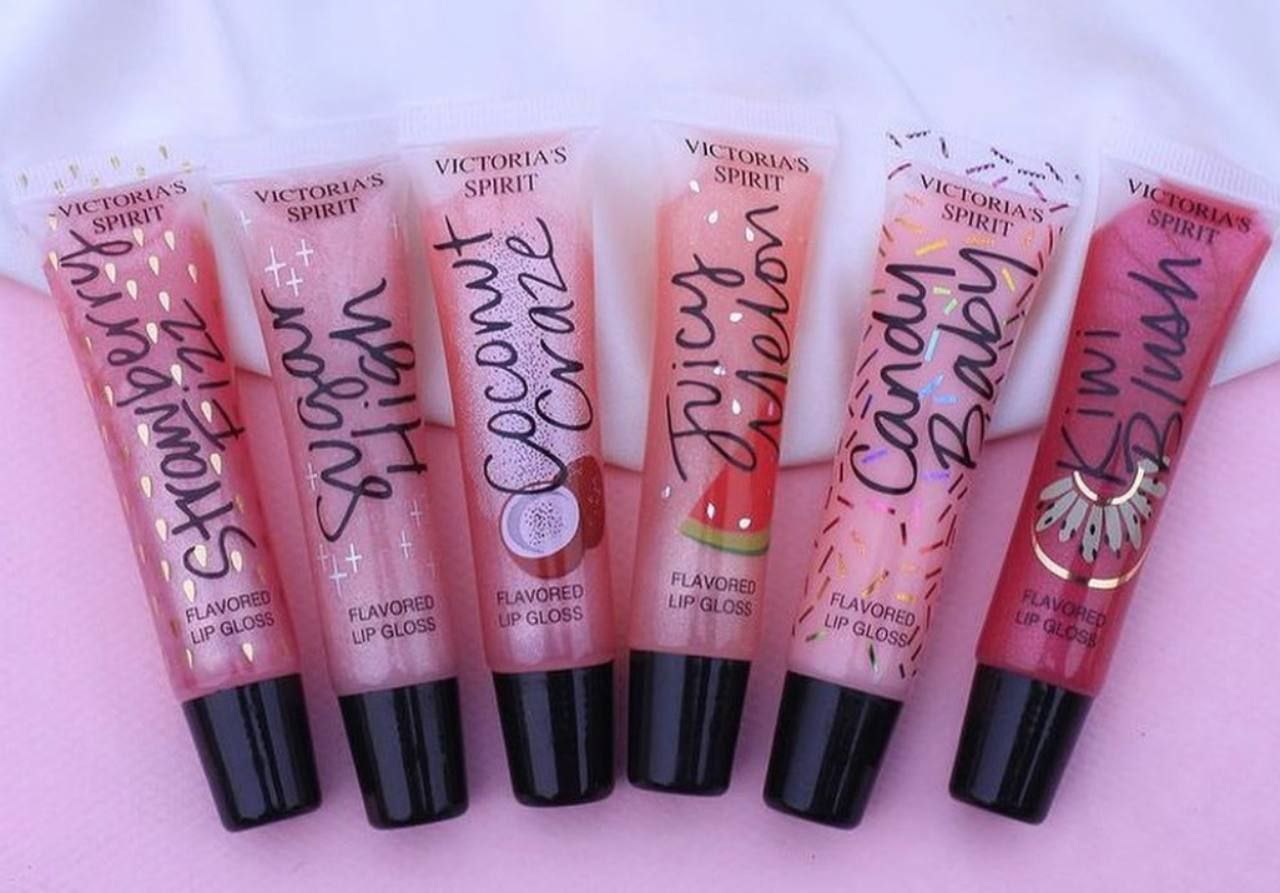 VICTORIA'S
SPIRIT
Strawberry
Fizz
FLAVORED
LIP GLOSS
VICTORIA'S
SPIRIT
Sugar
High
FLAVORED
LIP GLOSS
VICTORIA'S
SPIRIT
Coconut
Craze
FLAVORED
LIP GLOSS
VICTORIA'S
SPIRIT
Juicy
Melon
FLAVORED
LIP GLOSS
VICTORIA'S
SPIRIT
Candy
Baby
FLAVORED
LIP GLOSS
VICTORIA'S
SPIRIT
Kiwi
Blush
FLAVORED
LIP GLOSS